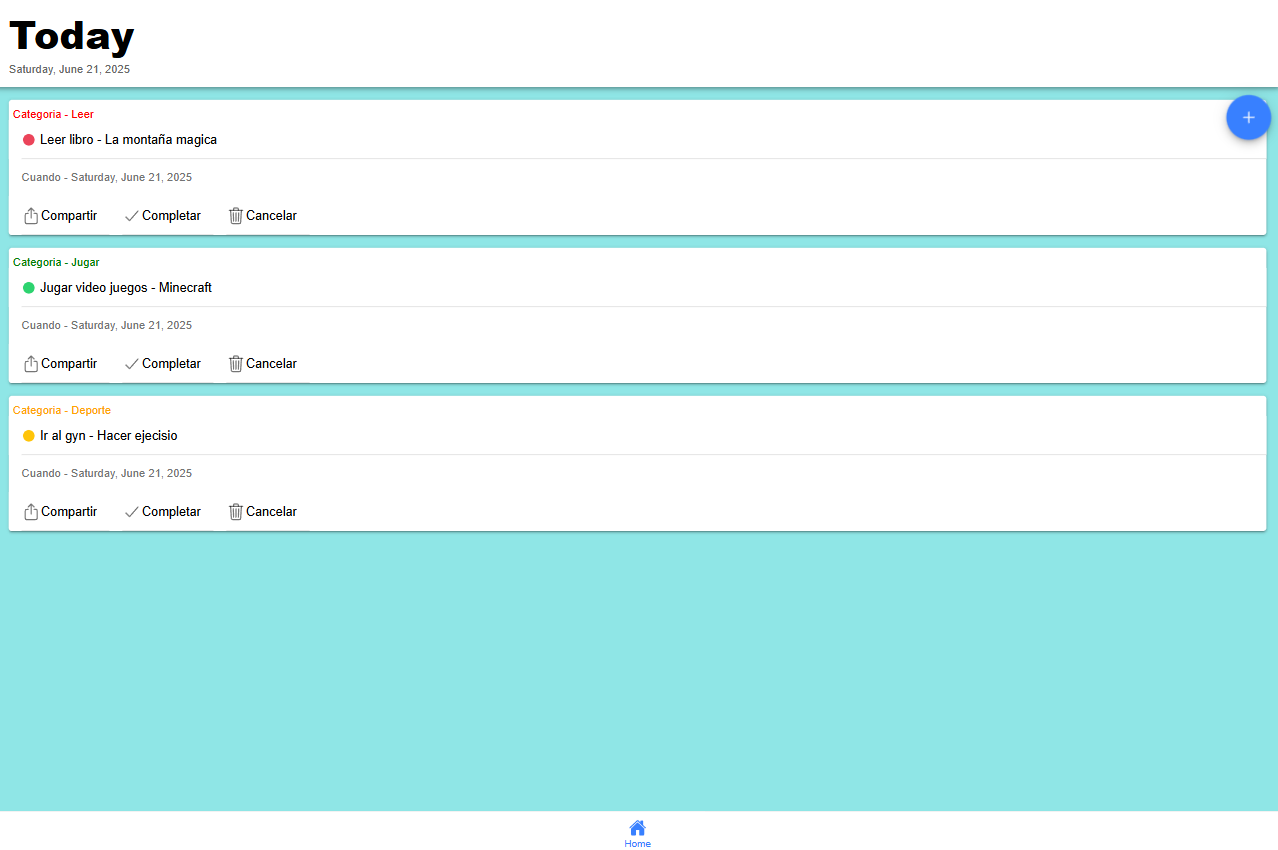 Today
Saturday, June 21, 2025
Categoria - Leer
Leer libro - La montaña magica
Cuando - Saturday, June 21, 2025
Compartir Completar Cancelar
Categoria - Jugar
Jugar video juegos - Minecraft
Cuando - Saturday, June 21, 2025
Compartir Completar Cancelar
Categoria - Deporte
Ir al gyn - Hacer ejecisio
Cuando - Saturday, June 21, 2025
Compartir Completar Cancelar
Home